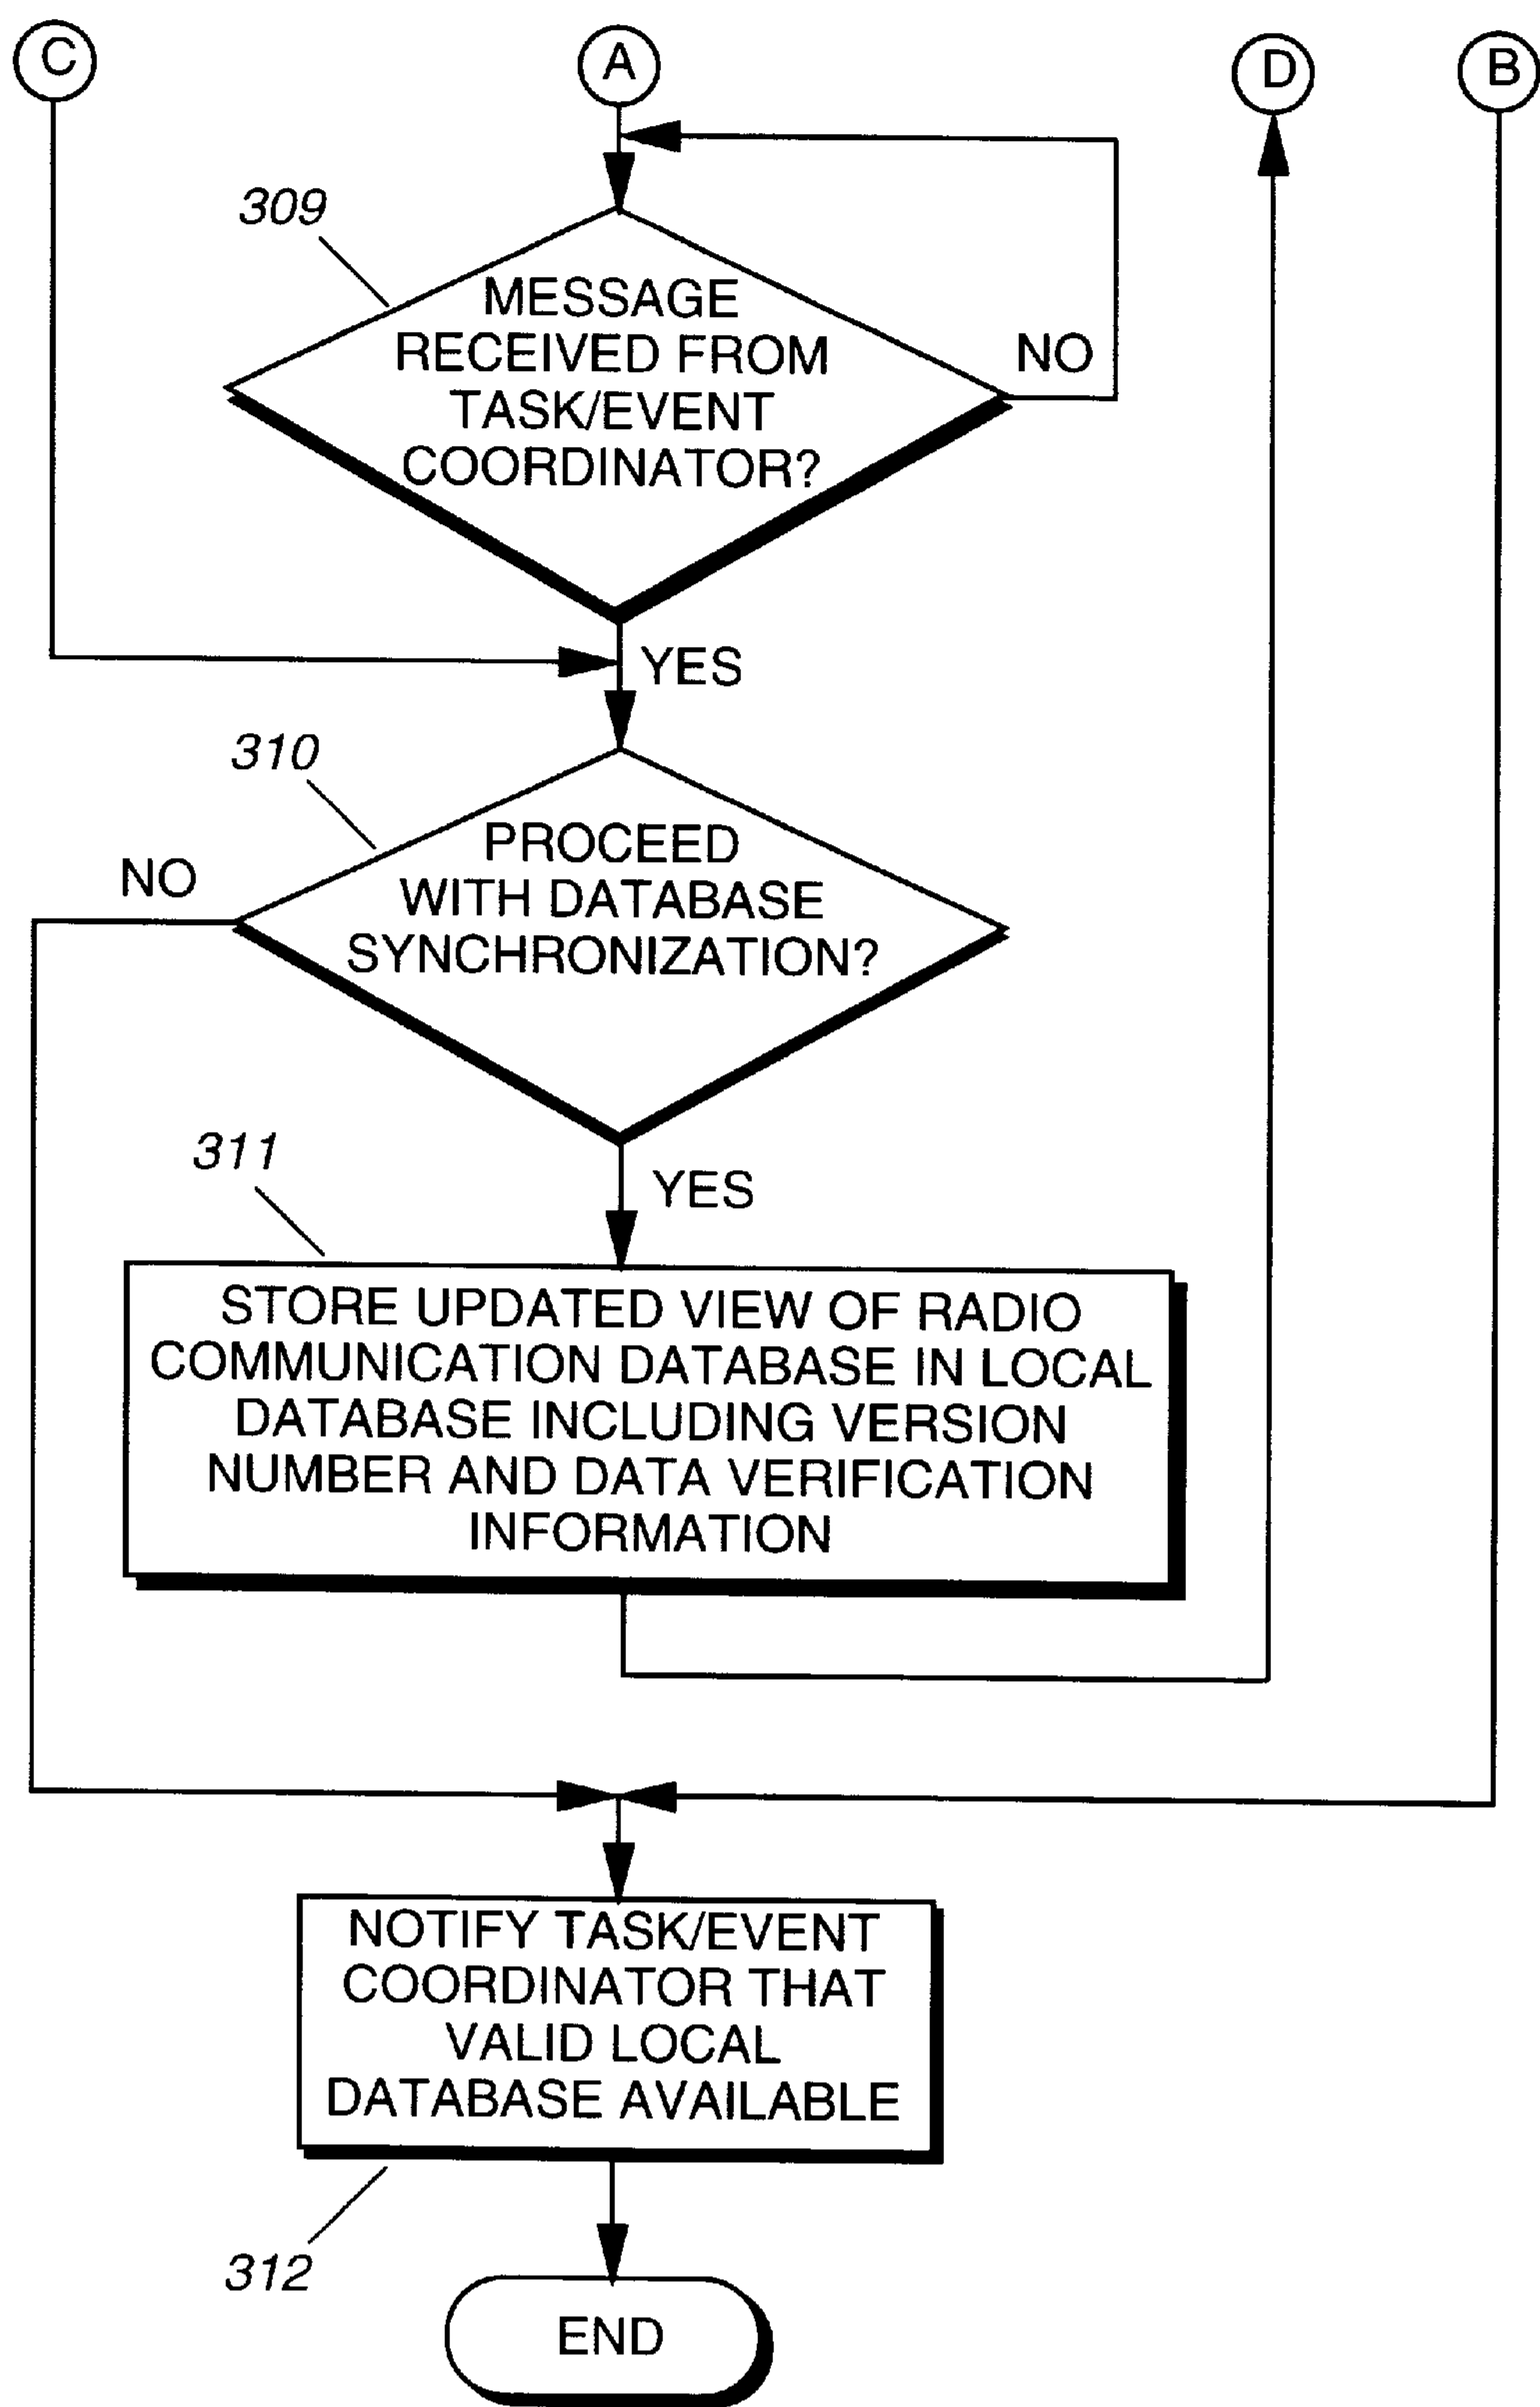 C
A
D
B
309
MESSAGE
RECEIVED FROM
TASK/EVENT
COORDINATOR?
NO
YES
310
PROCEED
WITH DATABASE
SYNCHRONIZATION?
NO
YES
311
STORE UPDATED VIEW OF RADIO
COMMUNICATION DATABASE IN LOCAL
DATABASE INCLUDING VERSION
NUMBER AND DATA VERIFICATION
INFORMATION
NOTIFY TASK/EVENT
COORDINATOR THAT
VALID LOCAL
DATABASE AVAILABLE
312
END